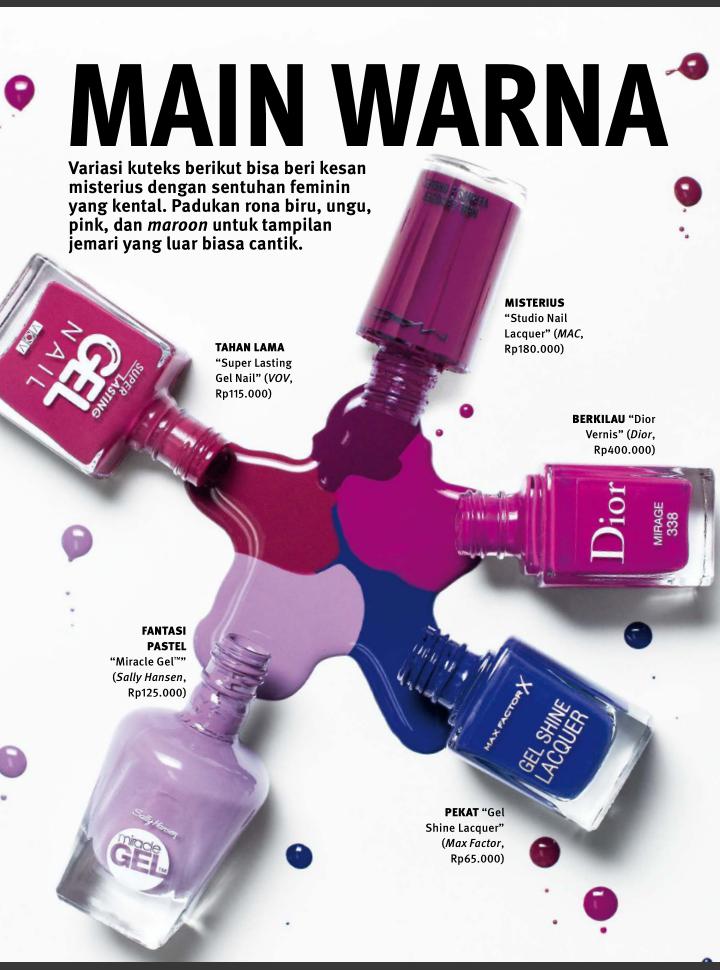 MAIN WARNA
Variasi kuteks berikut bisa beri kesan
misterius dengan sentuhan feminin
yang kental. Padukan rona biru, ungu,
pink, dan maroon untuk tampilan
jemari yang luar biasa cantik.
MISTERIUS
“Studio Nail
Lacquer” (MAC,
Rp180.000)
TAHAN LAMA
“Super Lasting
Gel Nail” (VOV,
Rp115.000)
VOV
SUPER
LASTING
GEL
NAIL
BERKILAU “Dior
Vernis” (Dior,
Rp400.000)
Dior
MIRAGE
338
FANTASI
PASTEL
“Miracle Gel™”
(Sally Hansen,
Rp125.000)
Sally Hansen
miracle
GEL™
MAX FACTOR X
GEL SHINE
LACQUER
PEKAT “Gel
Shine Lacquer”
(Max Factor,
Rp65.000)